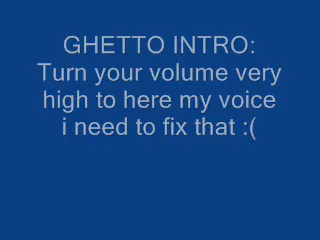 GHETTO INTRO:
Turn your volume very
high to here my voice
i need to fix that :(